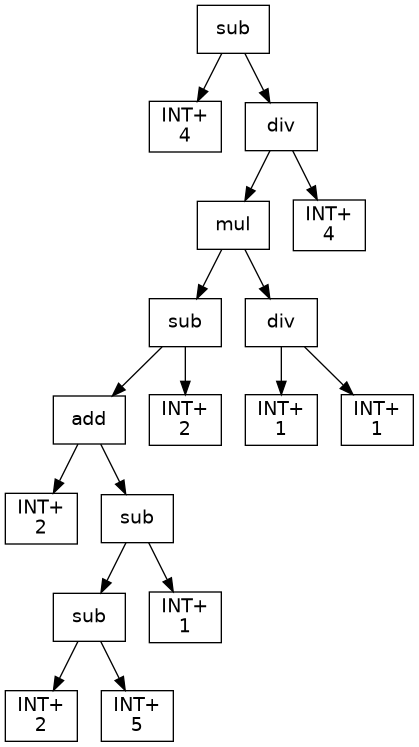 sub
INT+
4
div
mul
INT+
4
sub
div
add
INT+
2
INT+
1
INT+
1
INT+
2
sub
sub
INT+
1
INT+
2
INT+
5